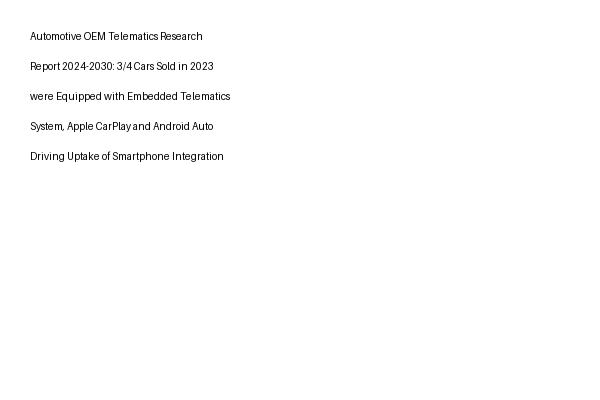 Automotive OEM Telematics Research
Report 2024-2030: 3/4 Cars Sold in 2023
were Equipped with Embedded Telematics
System, Apple CarPlay and Android Auto
Driving Uptake of Smartphone Integration